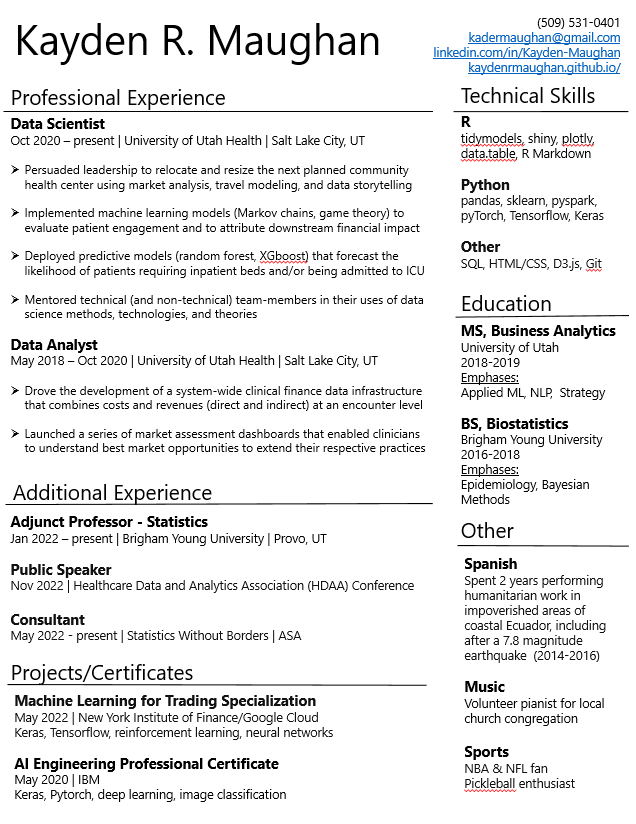 Kayden R. Maughan
(509) 531-0401
kadermaughan@gmail.com
linkedin.com/in/Kayden-Maughan
kaydenrmaughan.github.io/
Professional Experience
Data Scientist
Oct 2020 – present | University of Utah Health | Salt Lake City, UT
➢ Persuaded leadership to relocate and resize the next planned community
health center using market analysis, travel modeling, and data storytelling
➢ Implemented machine learning models (Markov chains, game theory) to
evaluate patient engagement and to attribute downstream financial impact
➢ Deployed predictive models (random forest, XGboost) that forecast the
likelihood of patients requiring inpatient beds and/or being admitted to ICU
➢ Mentored technical (and non-technical) team-members in their uses of data
science methods, technologies, and theories
Data Analyst
May 2018 – Oct 2020 | University of Utah Health | Salt Lake City, UT
➢ Drove the development of a system-wide clinical finance data infrastructure
that combines costs and revenues (direct and indirect) at an encounter level
➢ Launched a series of market assessment dashboards that enabled clinicians
to understand best market opportunities to extend their respective practices
Additional Experience
Adjunct Professor - Statistics
Jan 2022 – present | Brigham Young University | Provo, UT
Public Speaker
Nov 2022 | Healthcare Data and Analytics Association (HDAA) Conference
Consultant
May 2022 - present | Statistics Without Borders | ASA
Projects/Certificates
Machine Learning for Trading Specialization
May 2022 | New York Institute of Finance/Google Cloud
Keras, Tensorflow, reinforcement learning, neural networks
AI Engineering Professional Certificate
May 2020 | IBM
Keras, Pytorch, deep learning, image classification
Technical Skills
R
tidymodels, shiny, plotly,
data.table, R Markdown
Python
pandas, sklearn, pyspark,
pyTorch, Tensorflow, Keras
Other
SQL, HTML/CSS, D3.js, Git
Education
MS, Business Analytics
University of Utah
2018-2019
Emphases:
Applied ML, NLP, Strategy
BS, Biostatistics
Brigham Young University
2016-2018
Emphases:
Epidemiology, Bayesian
Methods
Other
Spanish
Spent 2 years performing
humanitarian work in
impoverished areas of
coastal Ecuador, including
after a 7.8 magnitude
earthquake (2014-2016)
Music
Volunteer pianist for local
church congregation
Sports
NBA & NFL fan
Pickleball enthusiast